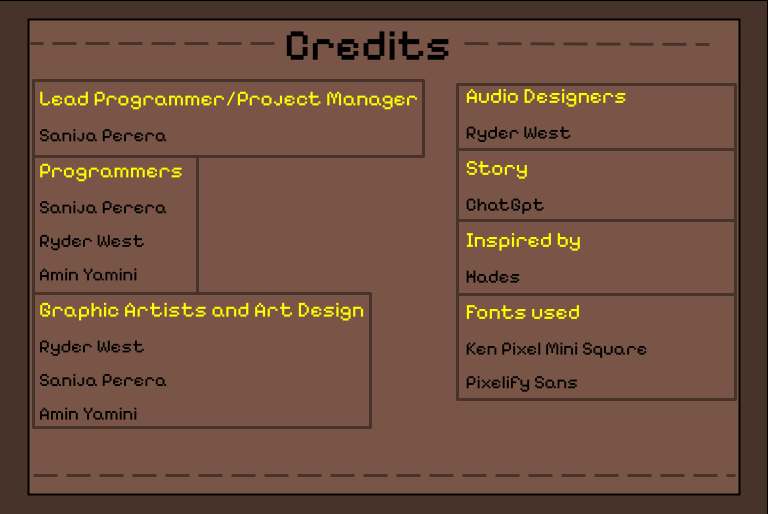 Credits
Lead Programmer/Project Manager
Sanija Perera
Programmers
Sanija Perera
Ryder West
Amin Yamini
Graphic Artists and Art Design
Ryder West
Sanija Perera
Amin Yamini
Audio Designers
Ryder West
Story
ChatGpt
Inspired by
Hades
Fonts used
Ken Pixel Mini Square
Pixelify Sans